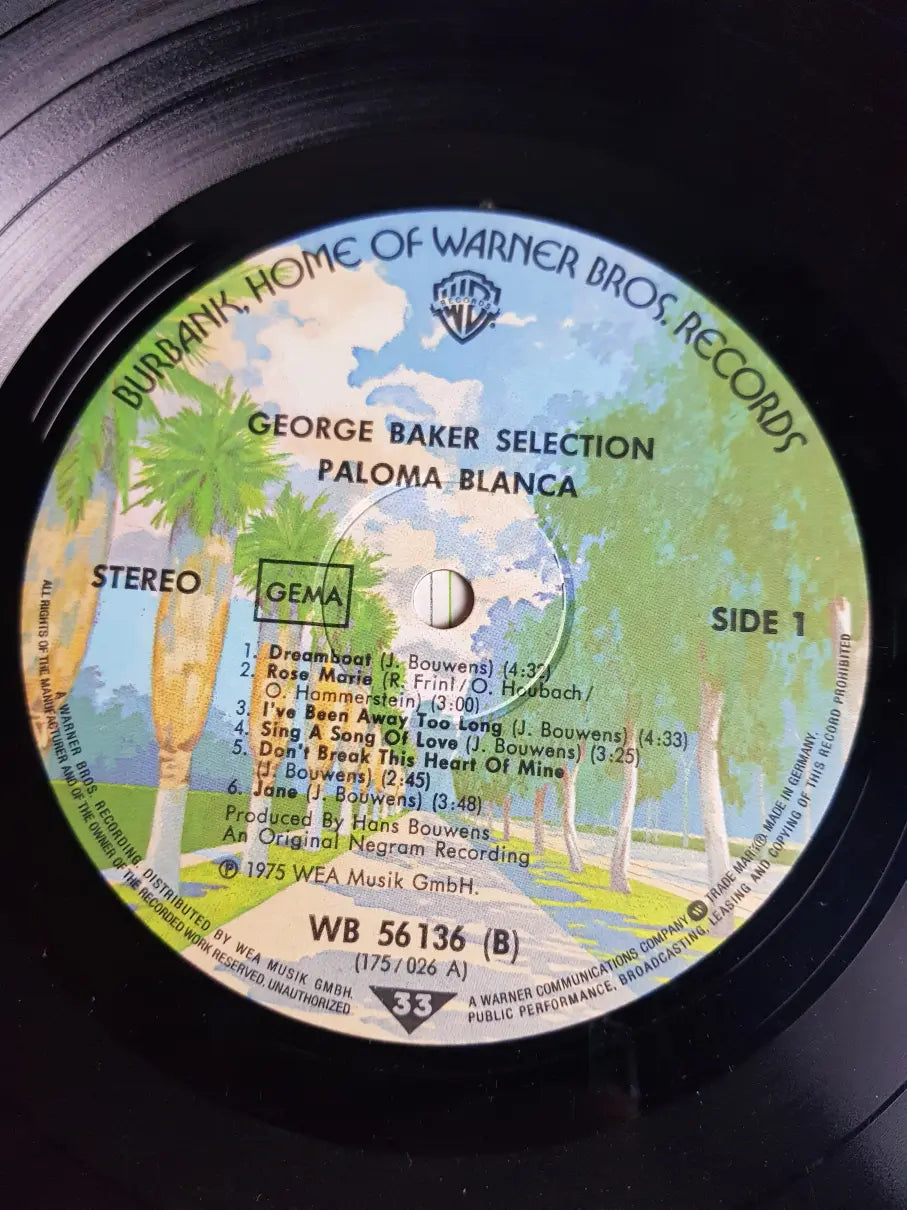 BURBANK, HOME OF WARNER BROS. RECORDS
RECORDS
GEORGE BAKER SELECTION
PALOMA BLANCA
STEREO
GEMA
SIDE 1
1. Dreamboat (J. Bouwens) (4:32)
2. Rose Marie (R. Friml/O. Houbach/
O. Hammerstein) (3:00)
3. I've Been Away Too Long (J. Bouwens) (4:33)
4. Sing A Song Of Love (J. Bouwens) (3:25)
5. Don't Break This Heart Of Mine
(J. Bouwens) (2:45)
6. Jane (J. Bouwens) (3:48)
Produced By Hans Bouwens
An Original Negram Recording
℗ 1975 WEA Musik GmbH.
WB 56 136 (B)
(175/026 A)
33
A WARNER BROS. RECORDING DISTRIBUTED BY WEA MUSIK GMBH.
A WARNER COMMUNICATIONS COMPANY TRADE MARK®. MADE IN GERMANY.
ALL RIGHTS OF THE MANUFACTURER AND OF THE OWNER OF THE RECORDED WORK RESERVED. UNAUTHORIZED
PUBLIC PERFORMANCE, BROADCASTING, LEASING AND COPYING OF THIS RECORD PROHIBITED